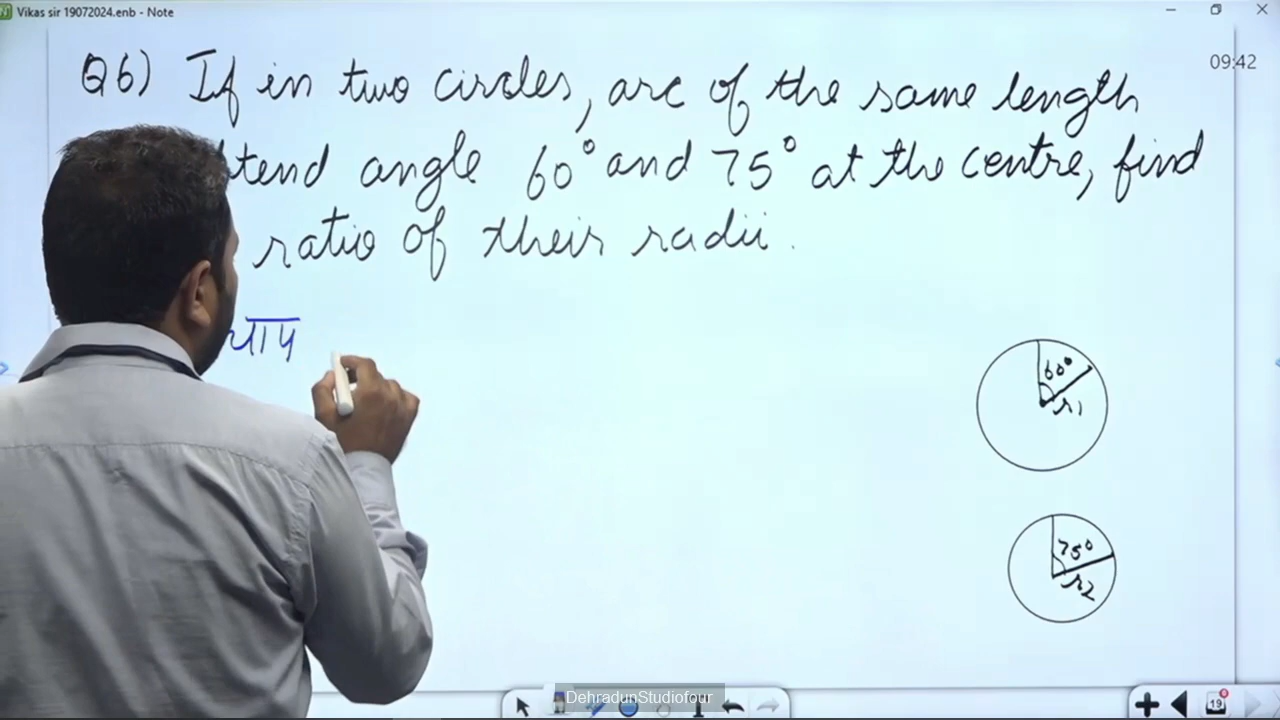 Vikas sir 19072024.enb - Note
09:42
Q6) If in two circles, arc of the same length
angle 60° and 75° at the centre, find
ratio of their radii.
60°
r1
75°
r2
DehradunStudiofour
19